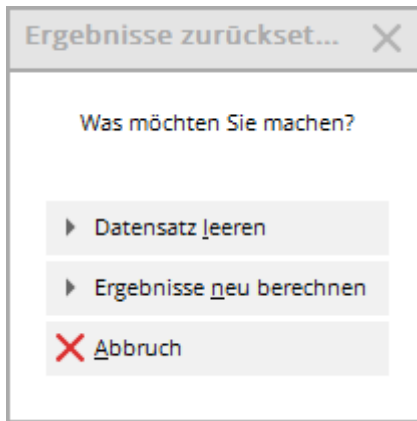 Ergebnisse zurückset...
Was möchten Sie machen?
Datensatz leeren
Ergebnisse neu berechnen
Abbruch